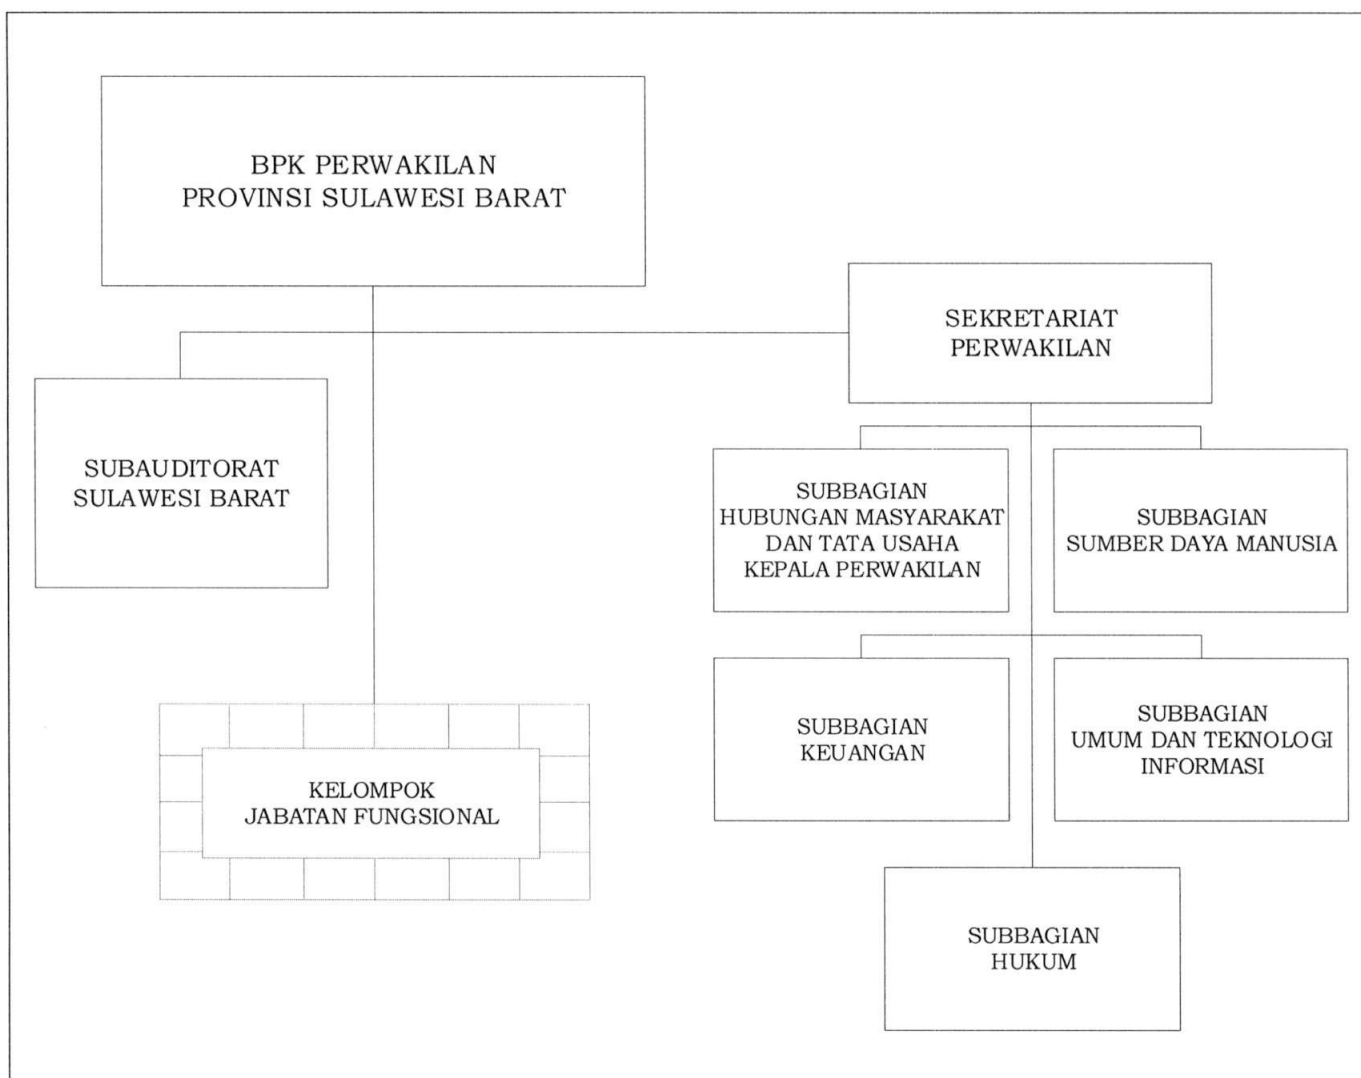 BPK PERWAKILAN
PROVINSI SULAWESI BARAT
SEKRETARIAT
PERWAKILAN
SUBAUDITORAT
SULAWESI BARAT
SUBBAGIAN
HUBUNGAN MASYARAKAT
DAN TATA USAHA
KEPALA PERWAKILAN
SUBBAGIAN
SUMBER DAYA MANUSIA
SUBBAGIAN
KEUANGAN
SUBBAGIAN
UMUM DAN TEKNOLOGI
INFORMASI
KELOMPOK
JABATAN FUNGSIONAL
SUBBAGIAN
HUKUM